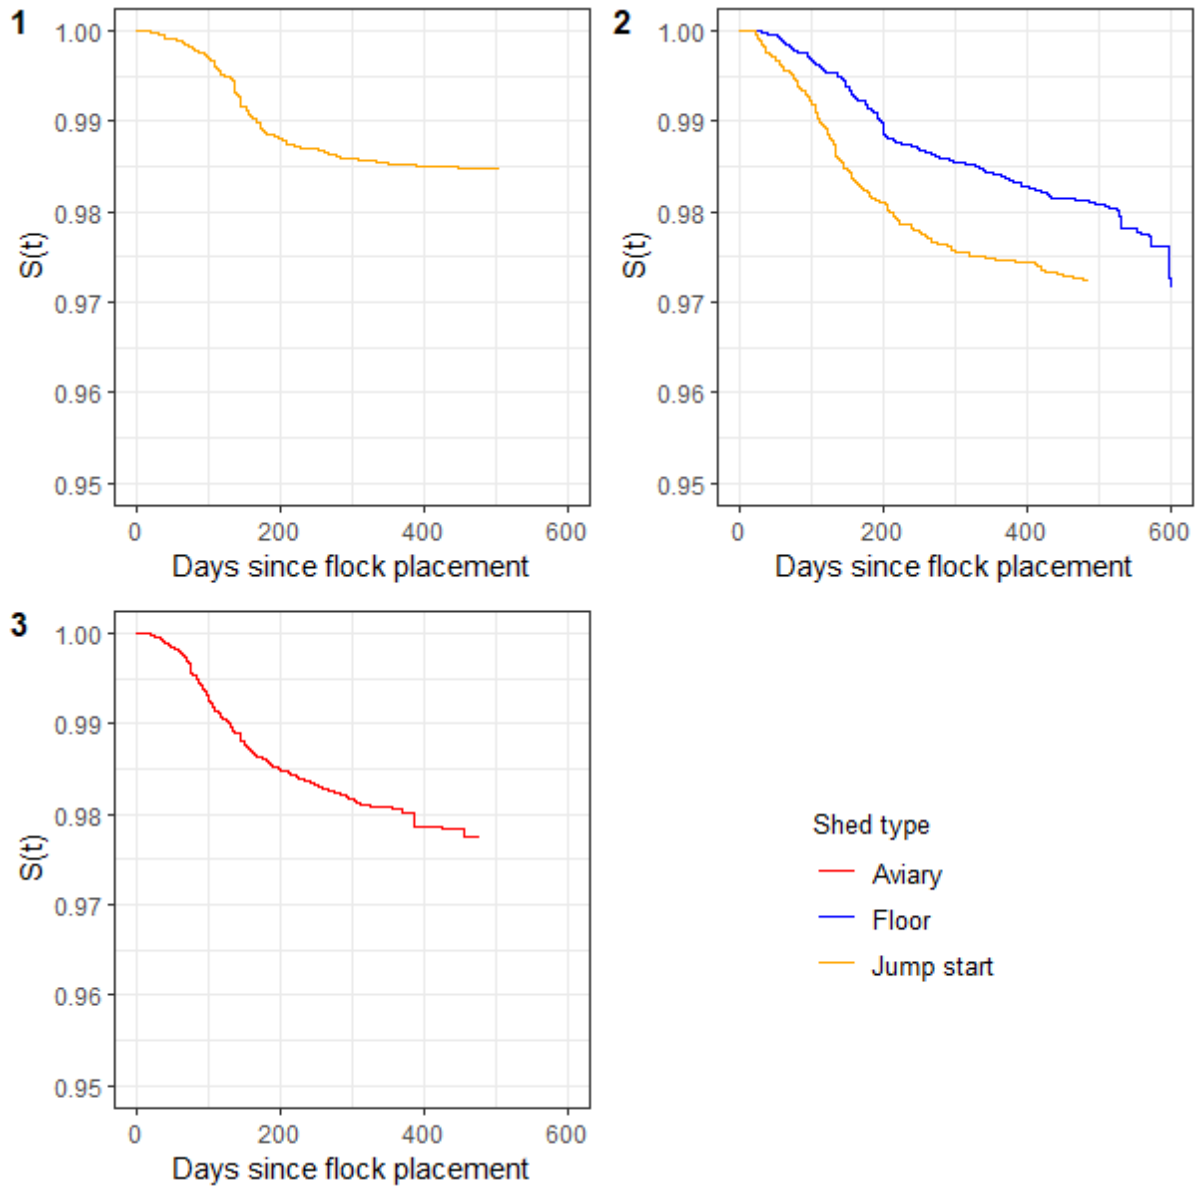 1
1.00
0.99
0.98
0.97
0.96
0.95
S(t)
0 200 400 600
Days since flock placement
2
1.00
0.99
0.98
0.97
0.96
0.95
S(t)
0 200 400 600
Days since flock placement
3
1.00
0.99
0.98
0.97
0.96
0.95
S(t)
0 200 400 600
Days since flock placement
Shed type
Aviary
Floor
Jump start